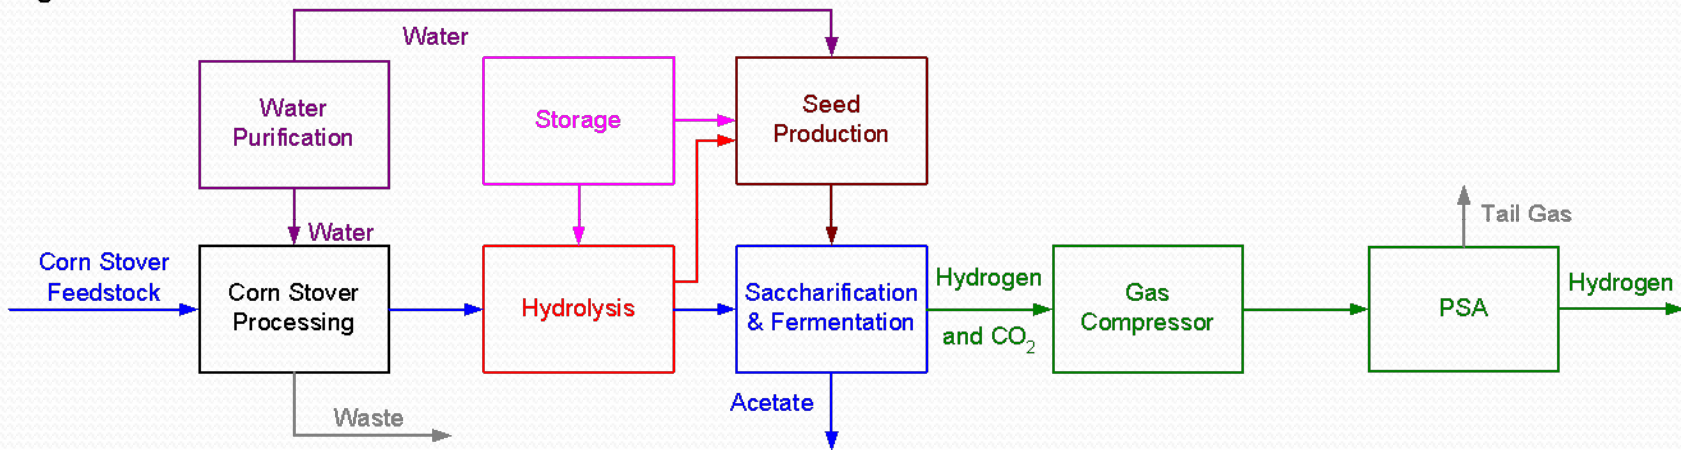 Water
Water
Purification
Storage
Seed
Production
Water
Tail Gas
Corn Stover
Feedstock
Corn Stover
Processing
Hydrolysis
Saccharification
& Fermentation
Hydrogen
and CO₂
Gas
Compressor
PSA
Hydrogen
Waste
Acetate